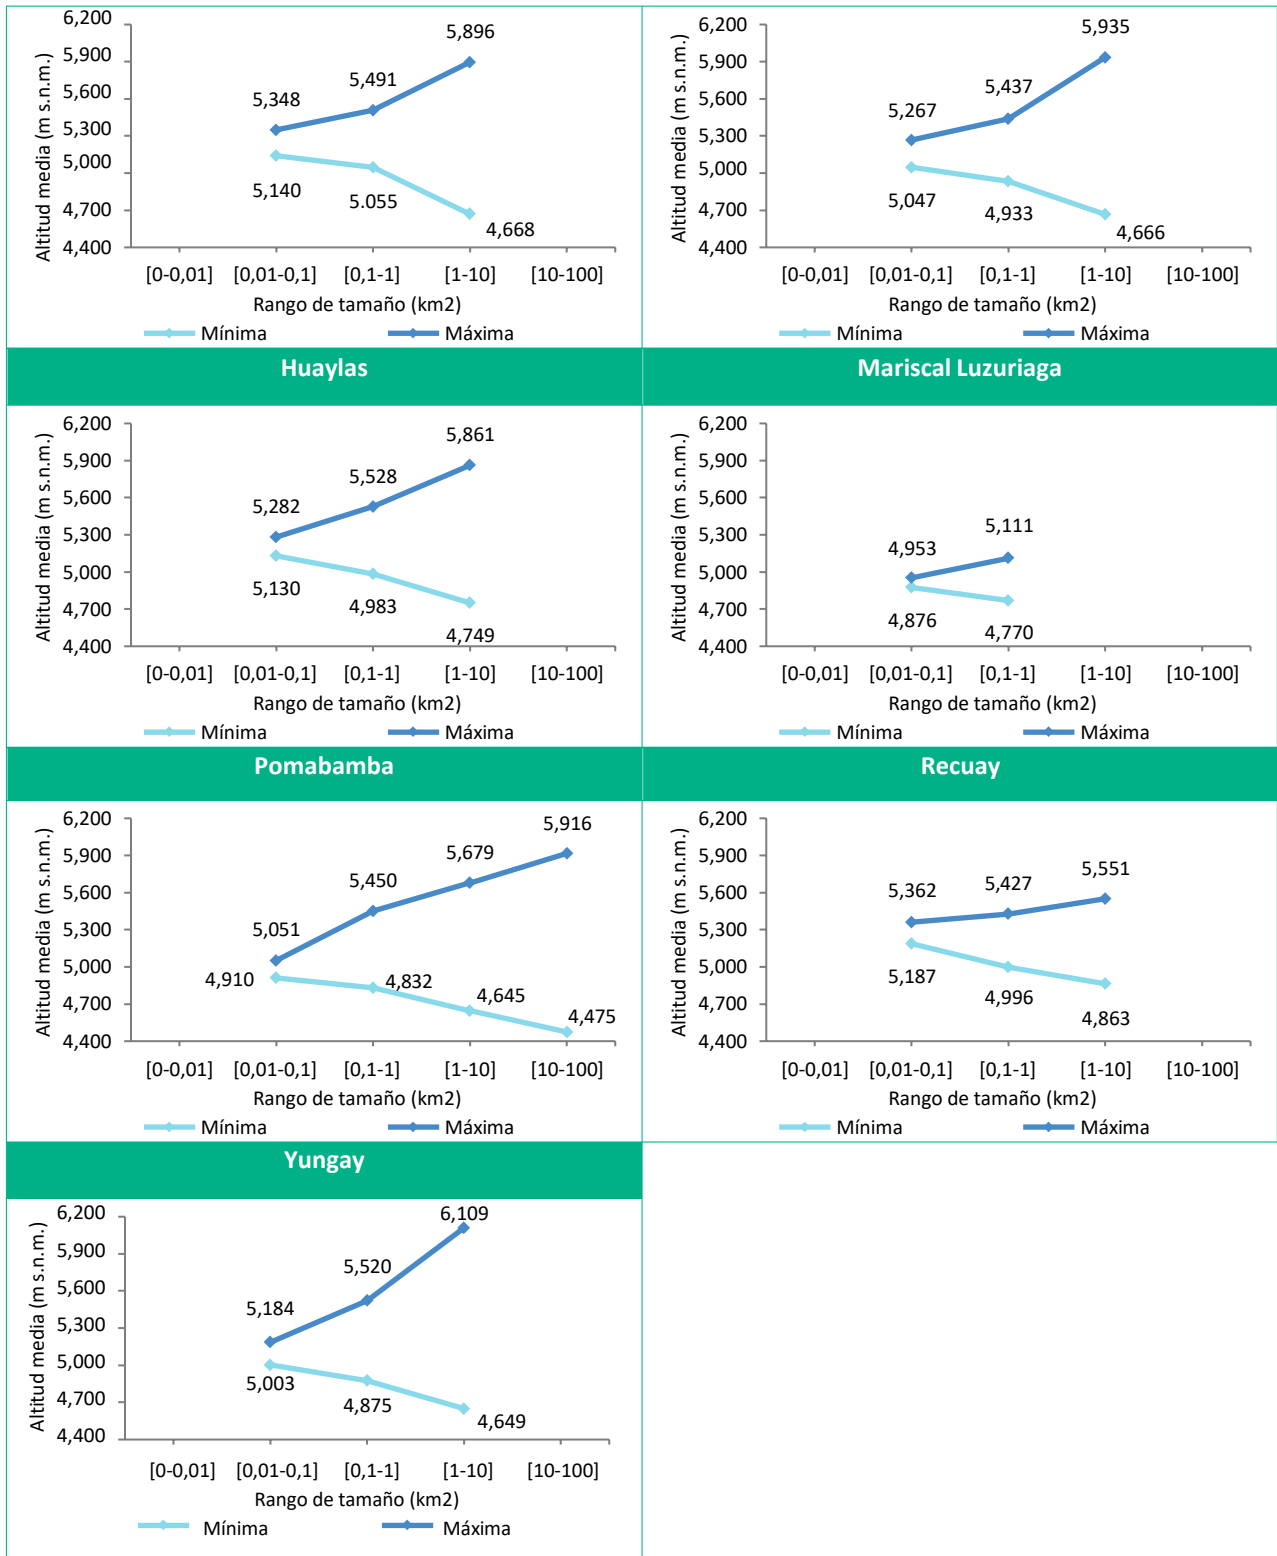 Altitud media (m s.n.m.)
6,200
5,900
5,600
5,300
5,000
4,700
4,400
5,348
5,491
5,896
5,140
5.055
4,668
[0-0,01] [0,01-0,1] [0,1-1] [1-10] [10-100]
Rango de tamaño (km2)
Mínima Máxima
Altitud media (m s.n.m.)
6,200
5,900
5,600
5,300
5,000
4,700
4,400
5,267
5,437
5,935
5,047
4,933
4,666
[0-0,01] [0,01-0,1] [0,1-1] [1-10] [10-100]
Rango de tamaño (km2)
Mínima Máxima
Huaylas
Altitud media (m s.n.m.)
6,200
5,900
5,600
5,300
5,000
4,700
4,400
5,282
5,528
5,861
5,130
4,983
4,749
[0-0,01] [0,01-0,1] [0,1-1] [1-10] [10-100]
Rango de tamaño (km2)
Mínima Máxima
Mariscal Luzuriaga
Altitud media (m s.n.m.)
6,200
5,900
5,600
5,300
5,000
4,700
4,400
4,953
5,111
4,876
4,770
[0-0,01] [0,01-0,1] [0,1-1] [1-10] [10-100]
Rango de tamaño (km2)
Mínima Máxima
Pomabamba
Altitud media (m s.n.m.)
6,200
5,900
5,600
5,300
5,000
4,700
4,400
5,051
5,450
5,679
5,916
4,910
4,832
4,645
4,475
[0-0,01] [0,01-0,1] [0,1-1] [1-10] [10-100]
Rango de tamaño (km2)
Mínima Máxima
Recuay
Altitud media (m s.n.m.)
6,200
5,900
5,600
5,300
5,000
4,700
4,400
5,362
5,427
5,551
5,187
4,996
4,863
[0-0,01] [0,01-0,1] [0,1-1] [1-10] [10-100]
Rango de tamaño (km2)
Mínima Máxima
Yungay
Altitud media (m s.n.m.)
6,200
5,900
5,600
5,300
5,000
4,700
4,400
5,184
5,520
6,109
5,003
4,875
4,649
[0-0,01] [0,01-0,1] [0,1-1] [1-10] [10-100]
Rango de tamaño (km2)
Mínima Máxima